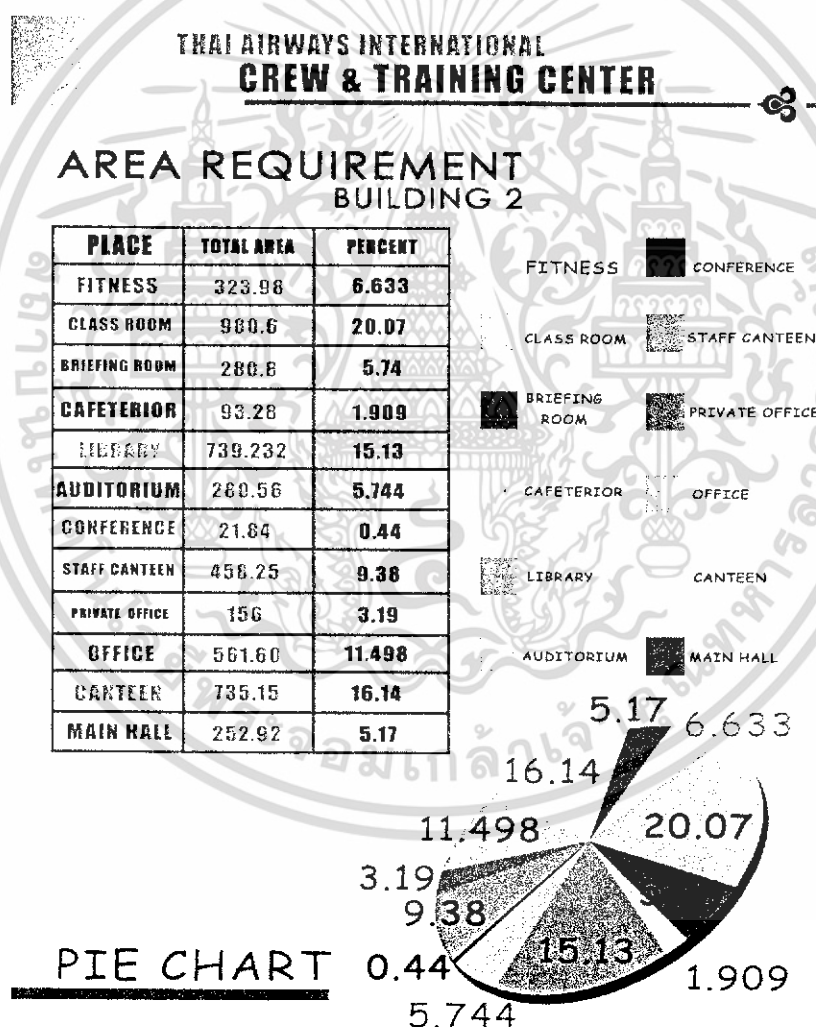 THAI AIRWAYS INTERNATIONAL
CREW & TRAINING CENTER
AREA REQUIREMENT
BUILDING 2
PLACE TOTAL AREA PERCENT
FITNESS 323.98 6.633
CLASS ROOM 980.6 20.07
BRIEFING ROOM 280.8 5.74
CAFETERIOR 93.28 1.909
LIBRARY 739.232 15.13
AUDITORIUM 280.56 5.744
CONFERENCE 21.84 0.44
STAFF CANTEEN 458.25 9.38
PRIVATE OFFICE 156 3.19
OFFICE 561.60 11.498
CANTEEN 735.15 16.14
MAIN HALL 252.92 5.17
FITNESS CONFERENCE
CLASS ROOM STAFF CANTEEN
BRIEFING
ROOM
PRIVATE OFFICE
CAFETERIOR OFFICE
LIBRARY CANTEEN
AUDITORIUM MAIN HALL
5.17
6.633
16.14
11.498
20.07
3.19
9.38
15.13
0.44
1.909
5.744
PIE CHART